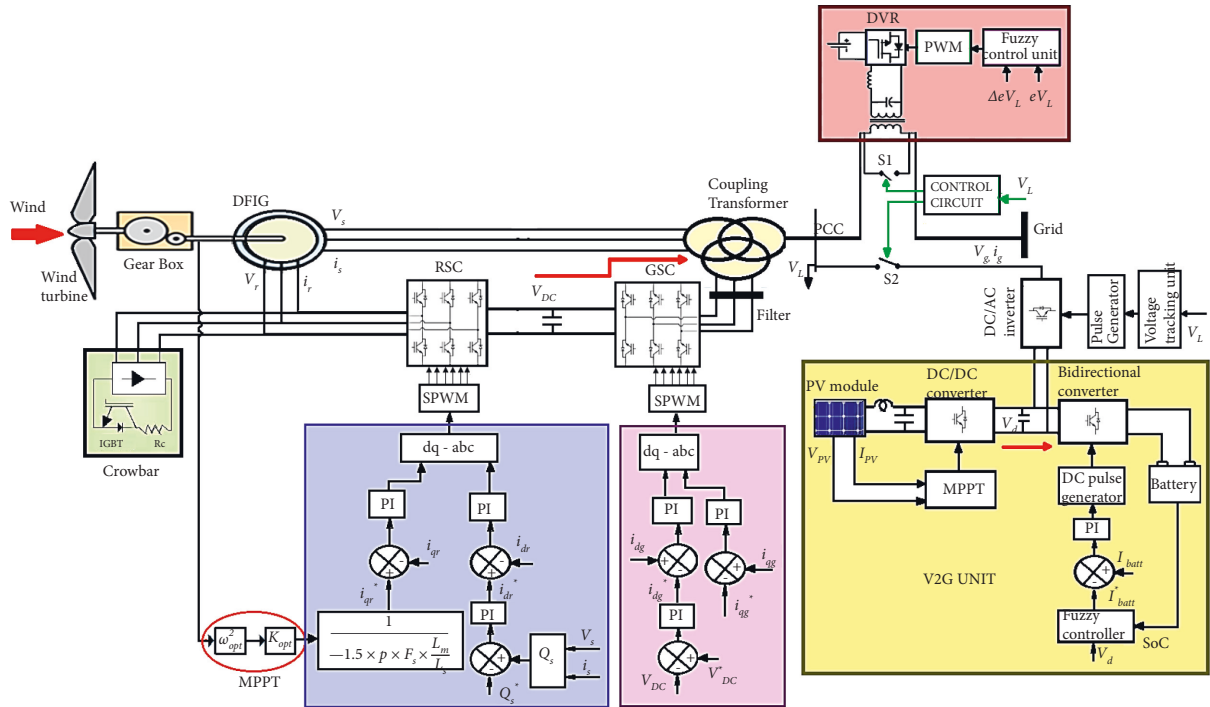 DVR
PWM
Fuzzy
control unit
ΔeV_L
eV_L
S1
CONTROL
CIRCUIT
V_L
Coupling
Transformer
PCC
Grid
V_g, i_g
V_L
S2
Wind
Wind
turbine
Gear Box
DFIG
V_s
i_s
V_r
i_r
RSC
V_DC
GSC
Filter
DC/AC
inverter
Pulse
Generator
Voltage
tracking unit
V_L
IGBT
Rc
Crowbar
SPWM
SPWM
dq - abc
PI
PI
i_qr
i_dr
i_qr*
i_dr*
PI
1
−1.5 × p × F_s × L_m
L_s
Q_s
V_s
i_s
Q_s*
ω²_opt
K_opt
MPPT
dq - abc
PI
PI
i_dg
i_qg
i_dg*
i_qg*
PI
V_DC
V*_DC
PV module
DC/DC
converter
Bidirectional
converter
V_d
V_PV
I_PV
MPPT
DC pulse
generator
Battery
PI
I_batt
I*_batt
V2G UNIT
Fuzzy
controller
SoC
V_d